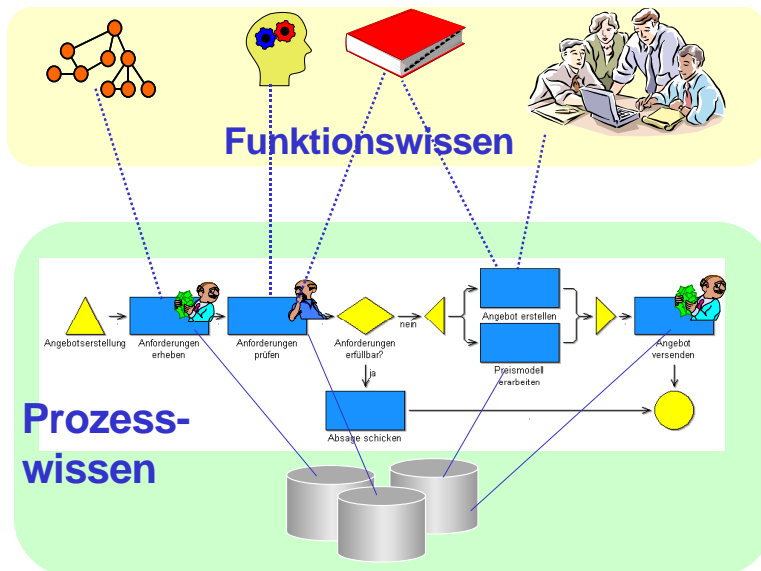 Funktionswissen
Angebotserstellung
Anforderungen
erheben
Anforderungen
prüfen
Anforderungen
erfüllbar?
nein
ja
Angebot erstellen
Preismodell
erarbeiten
Angebot
versenden
Absage schicken
Prozess-
wissen